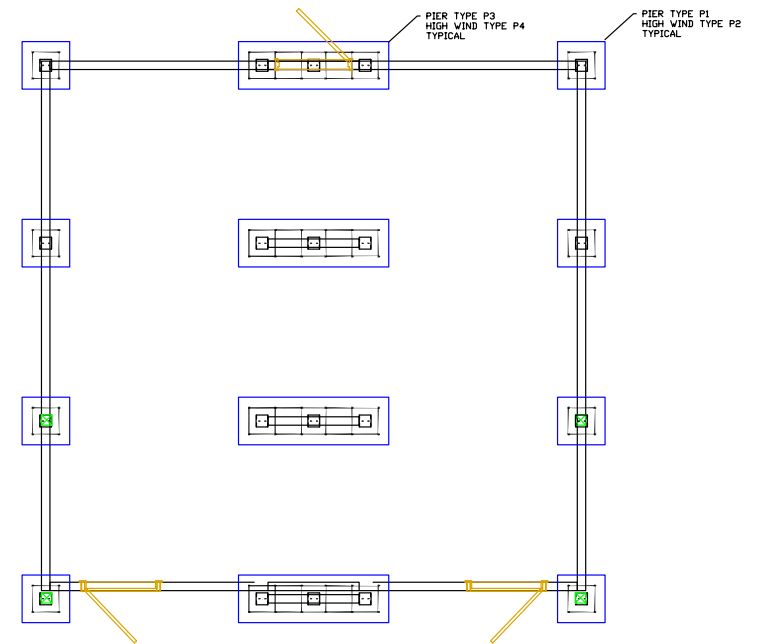 PIER TYPE P3
HIGH WIND TYPE P4
TYPICAL
PIER TYPE P1
HIGH WIND TYPE P2
TYPICAL